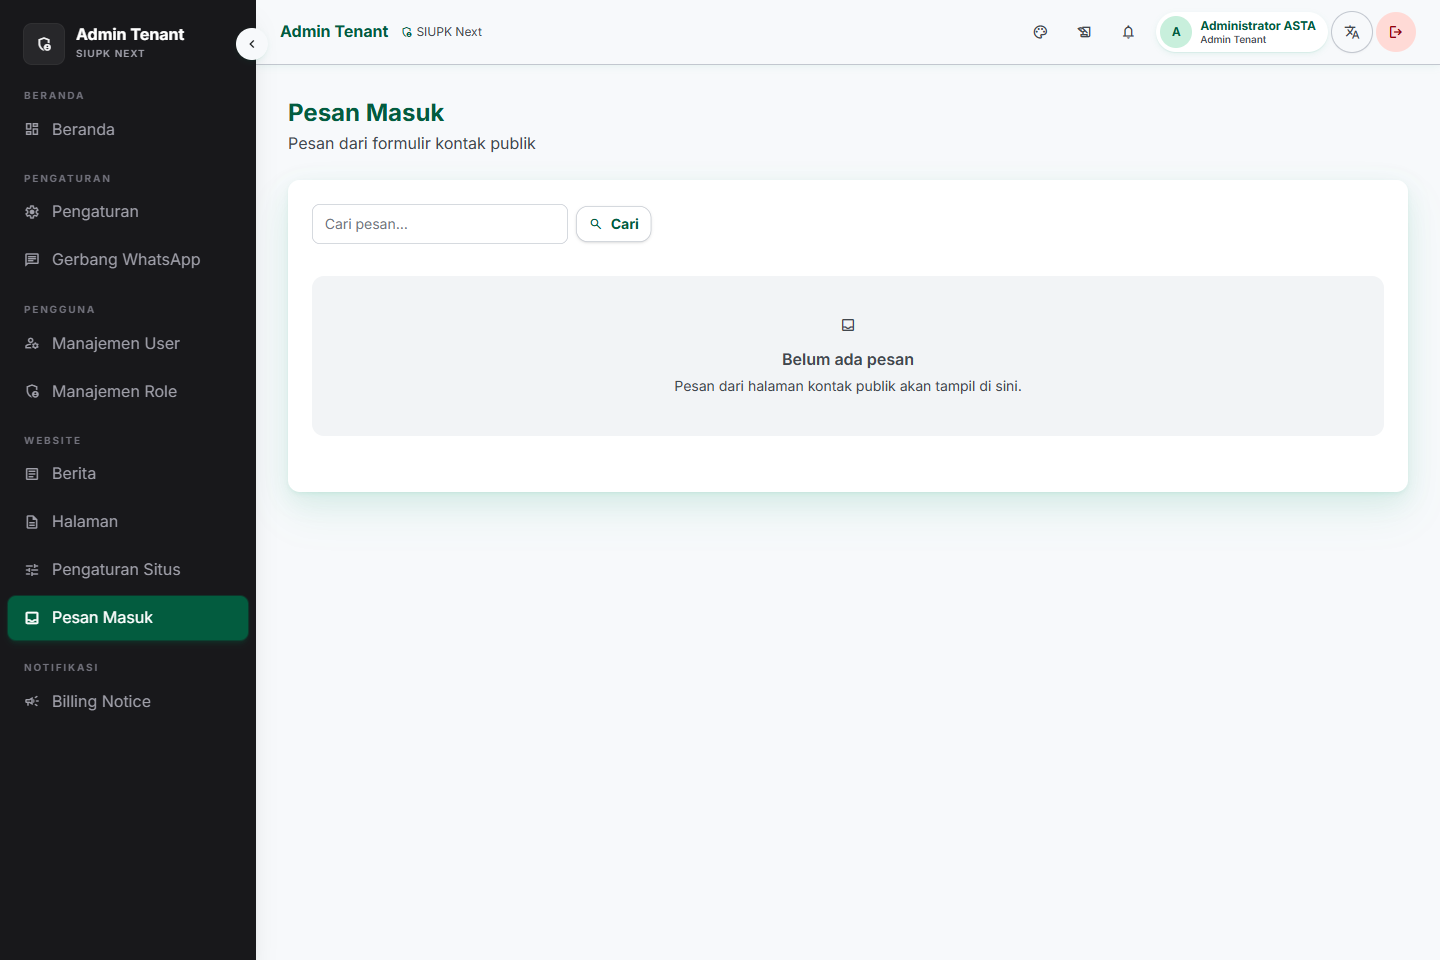 Admin Tenant
SIUPK NEXT
BERANDA
Beranda
PENGATURAN
Pengaturan
Gerbang WhatsApp
PENGGUNA
Manajemen User
Manajemen Role
WEBSITE
Berita
Halaman
Pengaturan Situs
Pesan Masuk
NOTIFIKASI
Billing Notice
Admin Tenant SIUPK Next
A
Administrator ASTA
Admin Tenant
Pesan Masuk
Pesan dari formulir kontak publik
Cari pesan...
Cari
Belum ada pesan
Pesan dari halaman kontak publik akan tampil di sini.